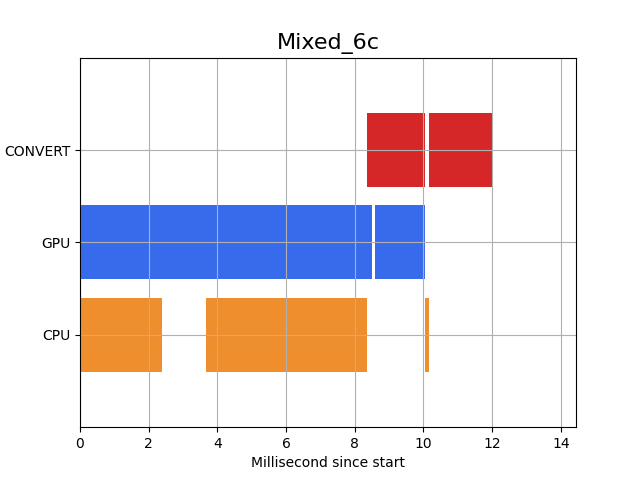 Mixed_6c
CONVERT
GPU
CPU
0 2 4 6 8 10 12 14
Millisecond since start